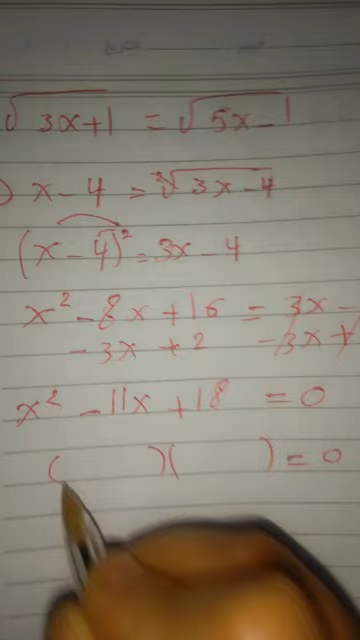 √3x+1 = √5x-1
) x - 4 = ∛3x-4
(x - 4)² = 3x - 4
x² - 8x + 16 = 3x -
- 3x + 2 - 3x +
x² - 11x + 18 = 0
( )( ) = 0